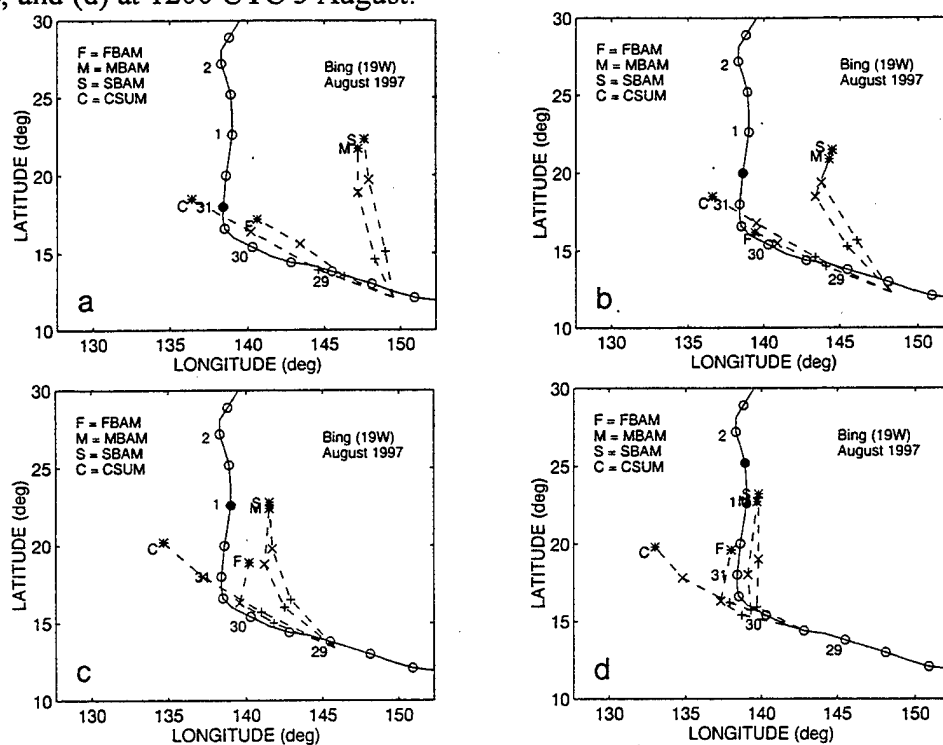 , and (d) at 1200 UTC August.
30
25
20
15
10
LATITUDE (deg)
F = FBAM
M = MBAM
S = SBAM
C = CSUM
Bing (19W)
August 1997
2
1
S
M
C
31
F
30
29
a
130
135
140
145
150
LONGITUDE (deg)
30
25
20
15
10
LATITUDE (deg)
F = FBAM
M = MBAM
S = SBAM
C = CSUM
Bing (19W)
August 1997
2
1
S
M
C
31
F
30
29
b
130
135
140
145
150
LONGITUDE (deg)
30
25
20
15
10
LATITUDE (deg)
F = FBAM
M = MBAM
S = SBAM
C = CSUM
Bing (19W)
August 1997
2
1
S
M
C
F
31
30
29
c
130
135
140
145
150
LONGITUDE (deg)
30
25
20
15
10
LATITUDE (deg)
F = FBAM
M = MBAM
S = SBAM
C = CSUM
Bing (19W)
August 1997
2
S
1
M
C
F
31
30
29
d
130
135
140
145
150
LONGITUDE (deg)